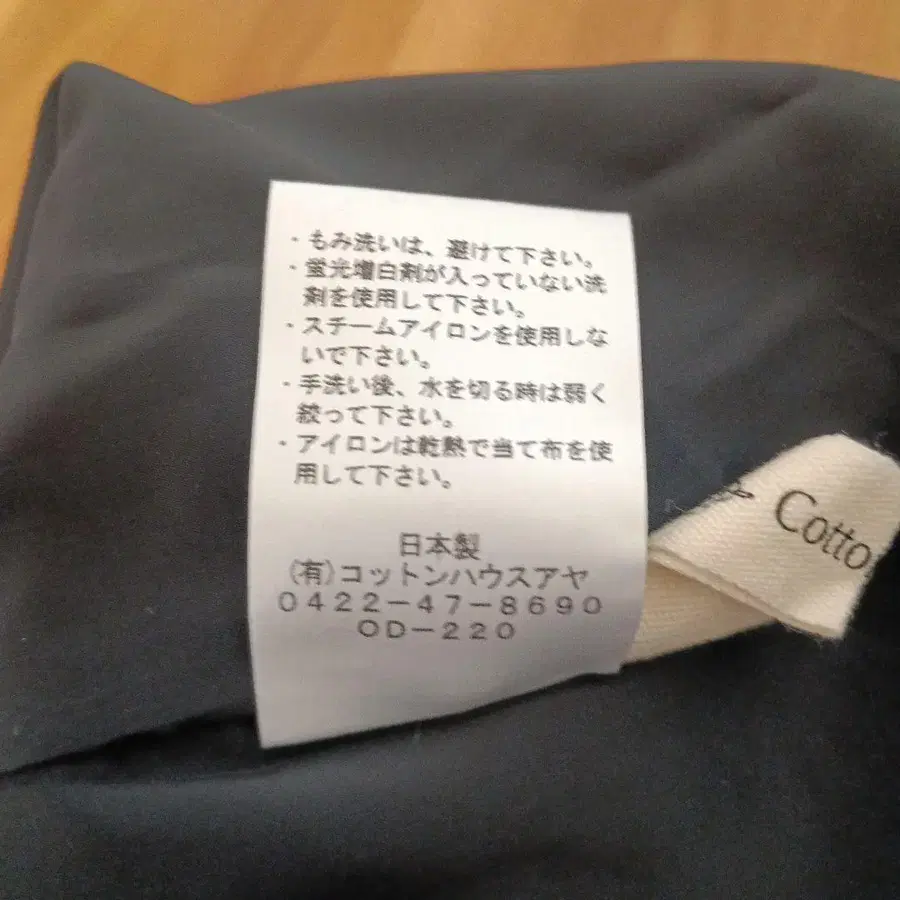 ・もみ洗いは、避けて下さい。
・蛍光増白剤が入っていない洗
剤を使用して下さい。
・スチームアイロンを使用しな
いで下さい。
・手洗い後、水を切る時は弱く
絞って下さい。
・アイロンは乾熱で当て布を使
用して下さい。
日本製
(有)コットンハウスアヤ
0422-47-8690
OD-220
Cotto